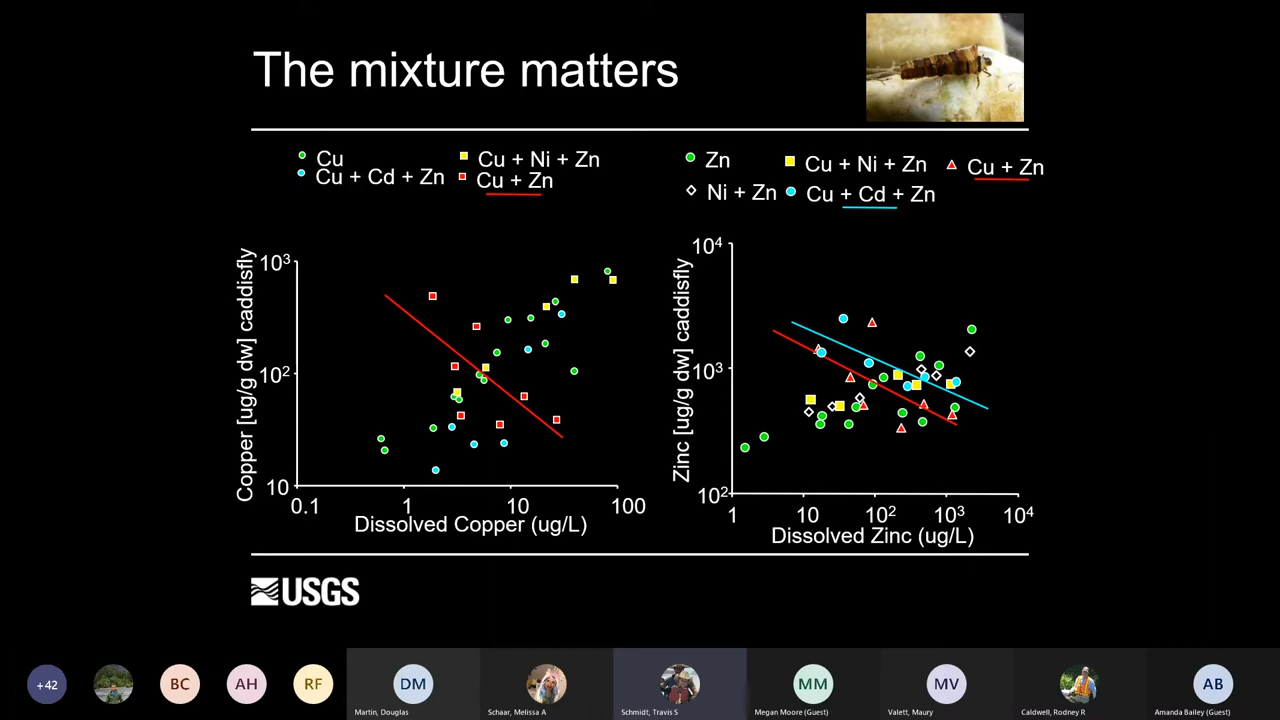 The mixture matters
Cu
Cu + Ni + Zn
Cu + Cd + Zn
Cu + Zn
Zn
Cu + Ni + Zn
Cu + Zn
Ni + Zn
Cu + Cd + Zn
Copper [ug/g dw] caddisfly
10³
10²
10
0.1
1
10
100
Dissolved Copper (ug/L)
Zinc [ug/g dw] caddisfly
10⁴
10³
10²
1
10
10²
10³
10⁴
Dissolved Zinc (ug/L)
USGS
+42
BC
AH
RF
DM
MM
MV
AB
Martin, Douglas
Schaar, Melissa A
Schmidt, Travis S
Megan Moore (Guest)
Valett, Maury
Caldwell, Rodney R
Amanda Bailey (Guest)